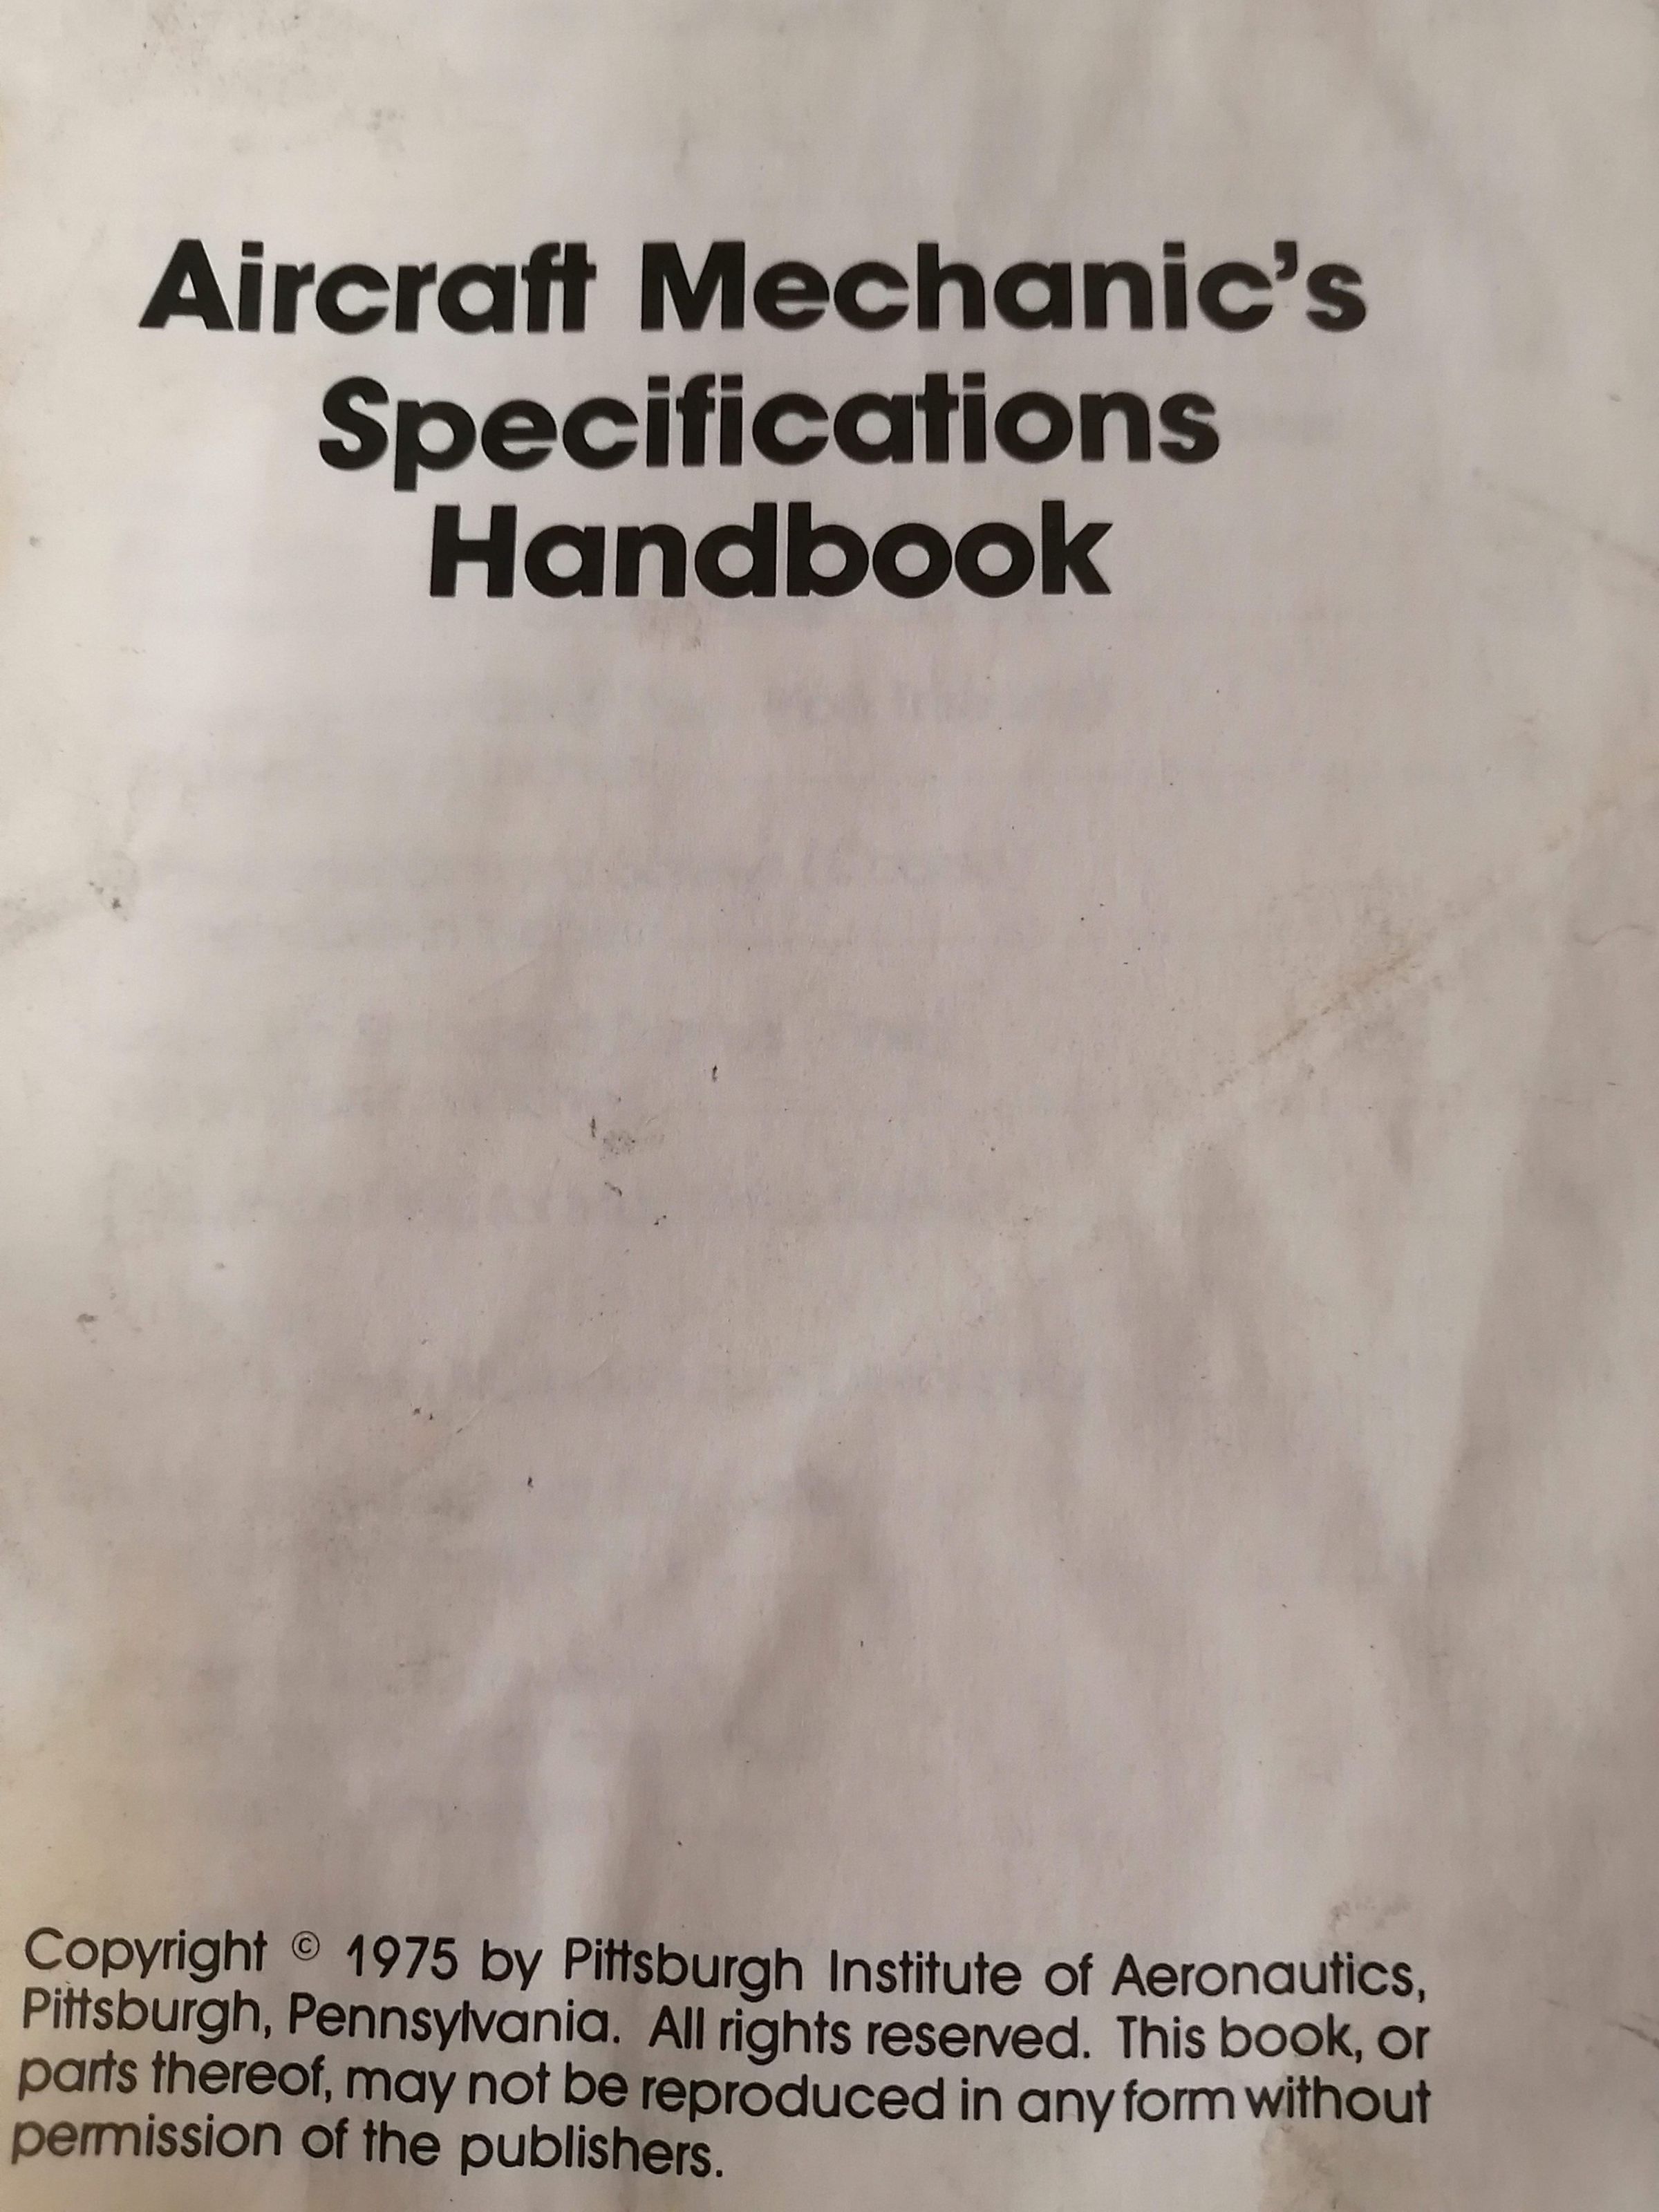 Aircraft Mechanic's
Specifications
Handbook
Copyright © 1975 by Pittsburgh Institute of Aeronautics,
Pittsburgh, Pennsylvania. All rights reserved. This book, or
parts thereof, may not be reproduced in any form without
permission of the publishers.